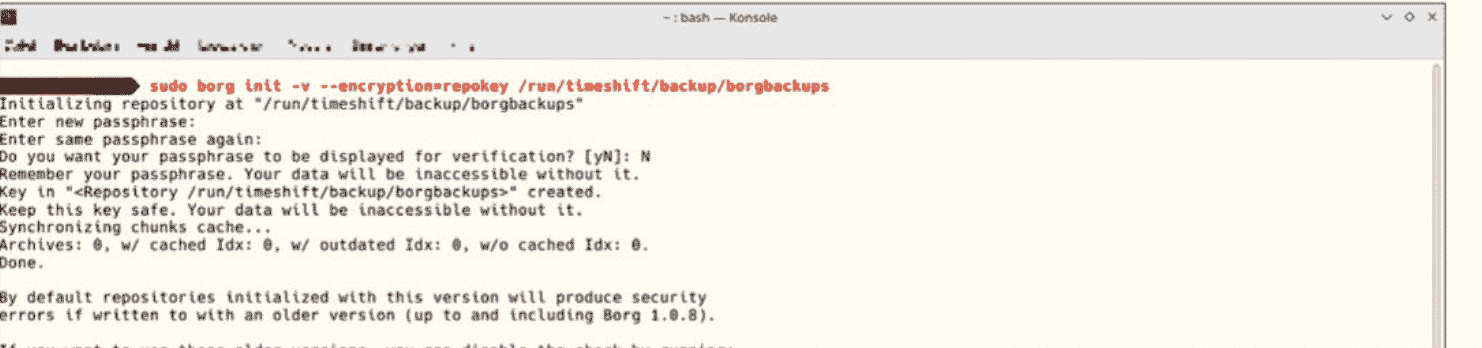 ~ : bash — Konsole
sudo borg init -v --encryption=repokey /run/timeshift/backup/borgbackups
Initializing repository at "/run/timeshift/backup/borgbackups"
Enter new passphrase:
Enter same passphrase again:
Do you want your passphrase to be displayed for verification? [yN]: N
Remember your passphrase. Your data will be inaccessible without it.
Key in "<Repository /run/timeshift/backup/borgbackups>" created.
Keep this key safe. Your data will be inaccessible without it.
Synchronizing chunks cache...
Archives: 0, w/ cached Idx: 0, w/ outdated Idx: 0, w/o cached Idx: 0.
Done.
By default repositories initialized with this version will produce security
errors if written to with an older version (up to and including Borg 1.0.8).